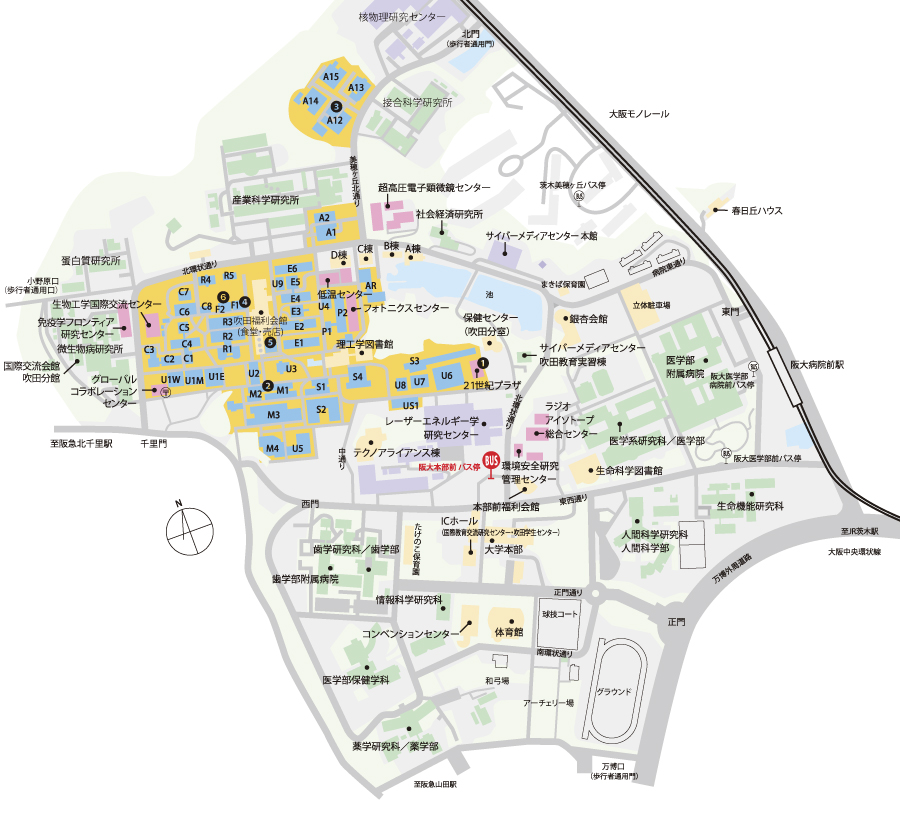 核物理研究センター
北門
（歩行者通用門）
A15
A13
A14
3
A12
接合科学研究所
大阪モノレール
美穂ヶ丘北通り
超高圧電子顕微鏡センター
茨木美穂ヶ丘バス停
産業科学研究所
社会経済研究所
春日丘ハウス
A2
A1
サイバーメディアセンター 本館
D棟
C棟
B棟
A棟
蛋白質研究所
北環状通り
病院東通り
小野原口
（歩行者通用口）
R4
R5
E6
U9
E5
低温センター
AR
まきば保育園
池
立体駐車場
東門
生物工学国際交流センター
C7
6
4
C8
F2
F1
E4
U4
フォトニクスセンター
P2
E3
保健センター
（吹田分室）
銀杏会館
免疫学フロンティア
研究センター
C6
C5
R3
吹田福利会館
（食堂・売店）
E2
P1
微生物病研究所
C4
R2
5
E1
理工学図書館
C3
C2
C1
R1
サイバーメディアセンター
吹田教育実習棟
医学部
附属病院
阪大病院前駅
国際交流会館
吹田分館
グローバル
コラボレーション
センター
U1W
U1M
U1E
U2
U3
S4
S3
1
U8
U7
U6
21世紀プラザ
阪大医学部
病院前バス停
2
M2
M1
S1
US1
北環状通り
M3
S2
レーザーエネルギー学
研究センター
ラジオ
アイソトープ
総合センター
医学系研究科／医学部
至阪急北千里駅
千里門
M4
U5
中通り
テクノアライアンス棟
阪大本部前 バス停
BUS
環境安全研究
管理センター
生命科学図書館
阪大医学部前バス停
N
西門
本部前福利会館
東西通り
生命機能研究科
ICホール
（国際教育交流研究センター・吹田学生センター）
大学本部
人間科学研究科
人間科学部
至JR茨木駅
大阪中央環状線
たけのこ保育園
歯学研究科／歯学部
歯学部附属病院
万博外周道路
情報科学研究科
正門通り
正門
コンベンションセンター
体育館
球技コート
南環状通り
医学部保健学科
和弓場
グラウンド
アーチェリー場
薬学研究科／薬学部
至阪急山田駅
万博口
（歩行者通用門）